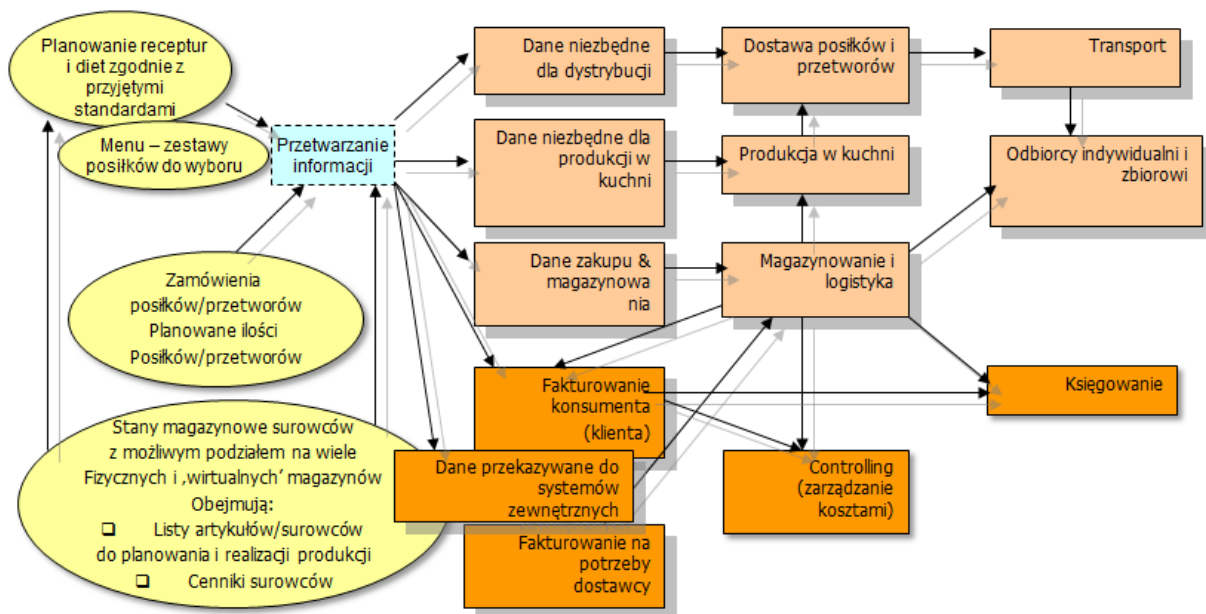 Planowanie receptur
i diet zgodnie z
przyjętymi
standardami
Menu – zestawy
posiłków do wyboru
Przetwarzanie
informacji
Zamówienia
posiłków/przetworów
Planowane ilości
Posiłków/przetworów
Stany magazynowe surowców
z możliwym podziałem na wiele
Fizycznych i ‚wirtualnych’ magazynów
Obejmują:
❑ Listy artykułów/surowców
do planowania i realizacji produkcji
❑ Cenniki surowców
Dane niezbędne
dla dystrybucji
Dane niezbędne dla
produkcji w
kuchni
Dane zakupu &
magazynowa
nia
Fakturowanie
konsumenta
(klienta)
Dane przekazywane do
systemów
zewnętrznych
Fakturowanie na
potrzeby
dostawcy
Dostawa posiłków i
przetworów
Produkcja w kuchni
Magazynowanie i
logistyka
Controlling
(zarządzanie
kosztami)
Transport
Odbiorcy indywidualni i
zbiorowi
Księgowanie